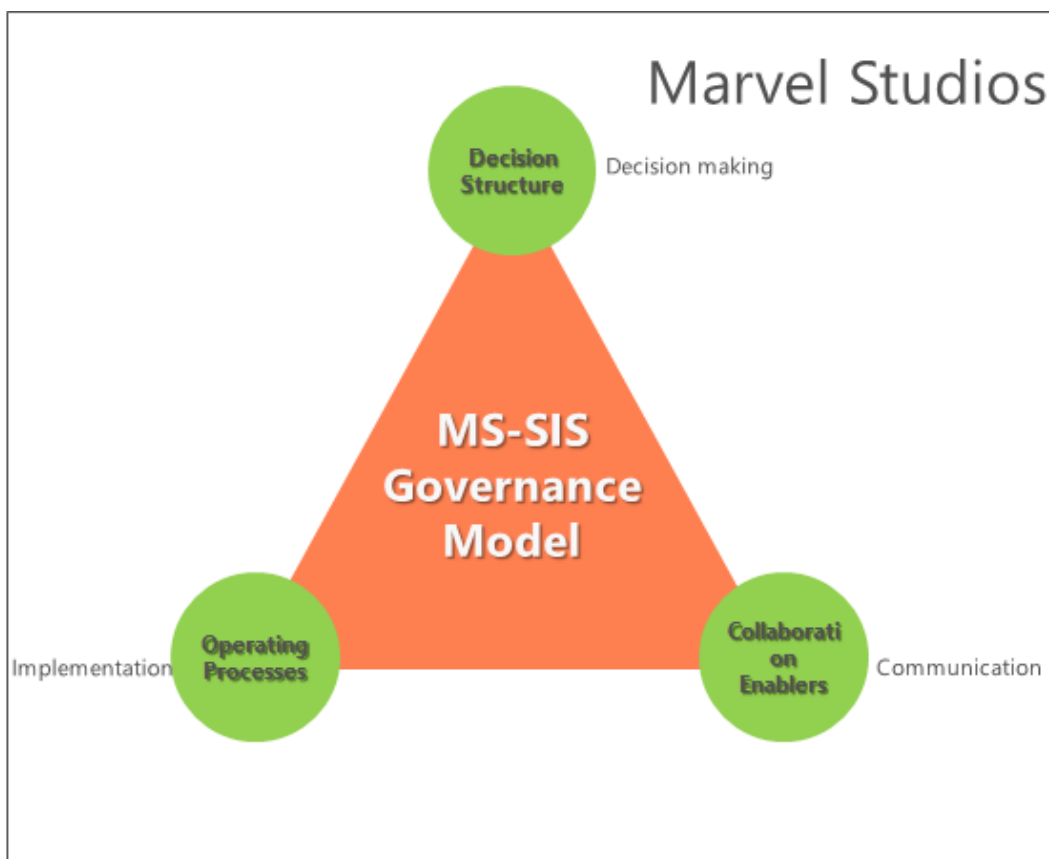 Marvel Studios
Decision
Structure
Decision making
MS-SIS
Governance
Model
Implementation
Operating
Processes
Collaborati
on
Enablers
Communication